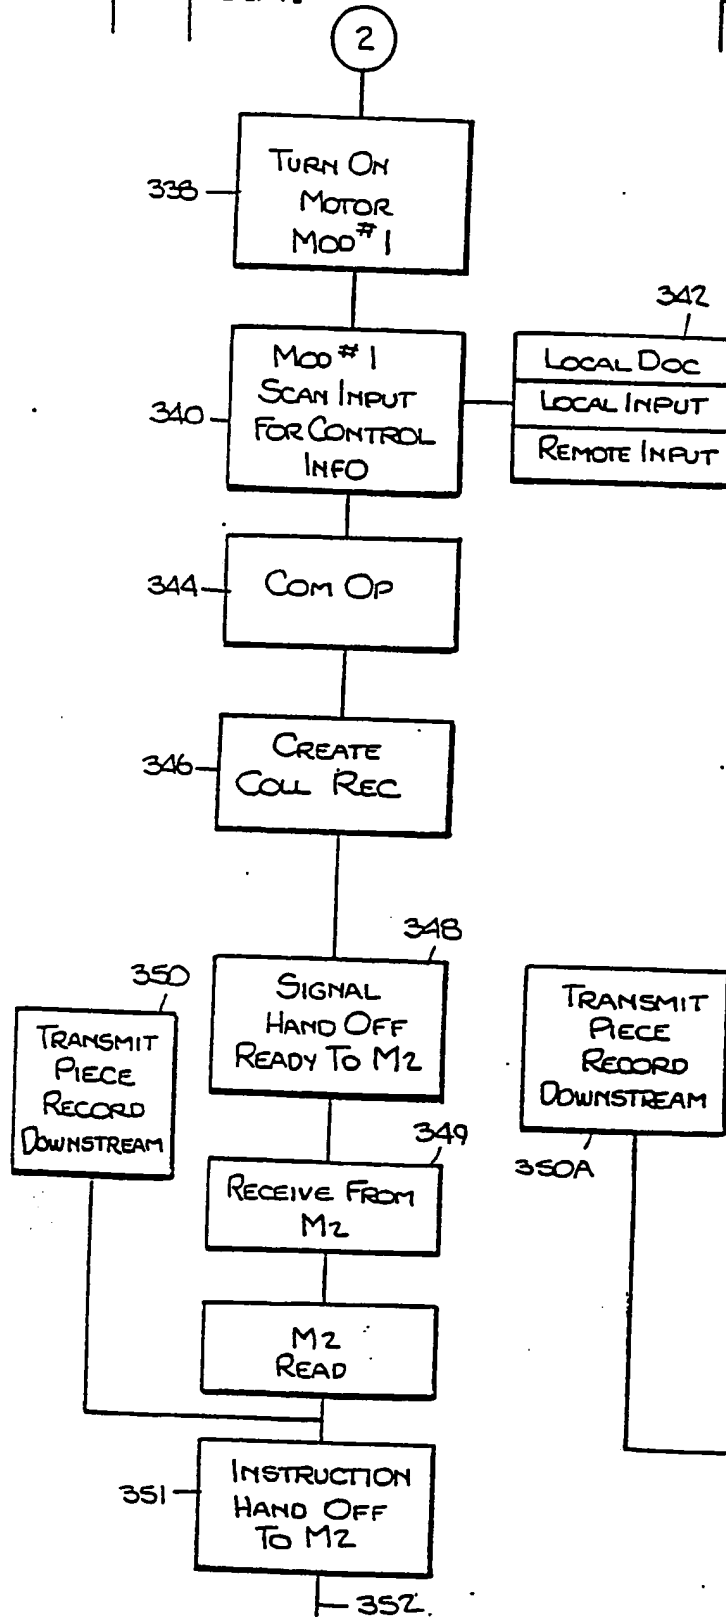 2
TURN ON
MOTOR
MOD #1
338
342
MOD #1
SCAN INPUT
FOR CONTROL
INFO
340
LOCAL DOC
LOCAL INPUT
REMOTE INPUT
COM OP
344
CREATE
COLL REC
346
348
SIGNAL
HAND OFF
READY TO M2
350
TRANSMIT
PIECE
RECORD
DOWNSTREAM
TRANSMIT
PIECE
RECORD
DOWNSTREAM
350A
349
RECEIVE FROM
M2
M2
READ
INSTRUCTION
HAND OFF
TO M2
351
352.